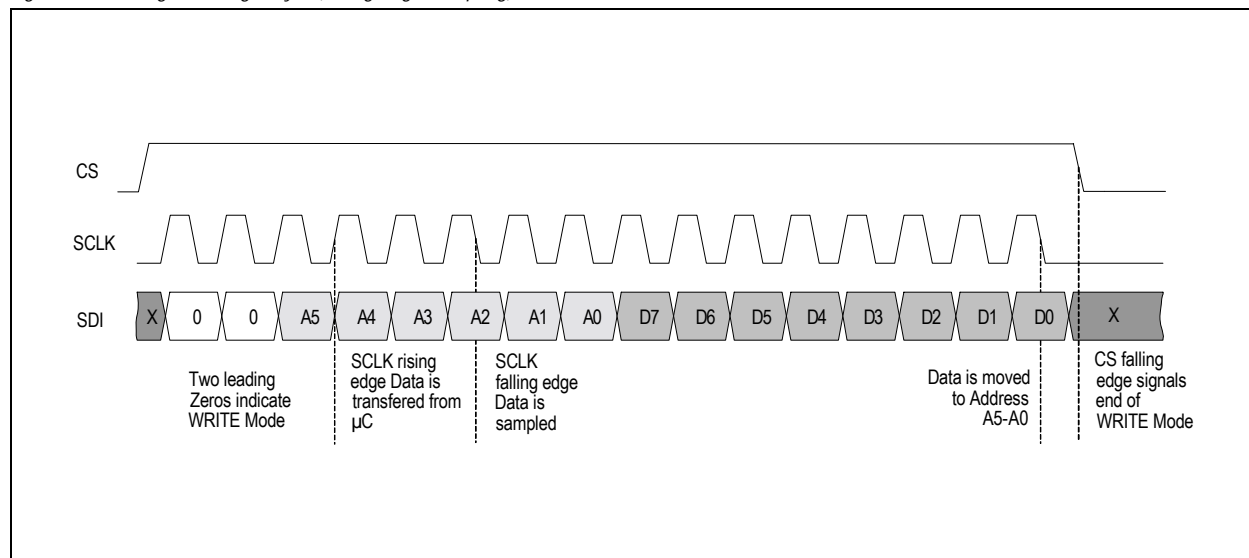 CS
SCLK
SDI
X 0 0 A5 A4 A3 A2 A1 A0 D7 D6 D5 D4 D3 D2 D1 D0 X
Two leading
Zeros indicate
WRITE Mode
SCLK rising
edge Data is
transfered from
µC
SCLK
falling edge
Data is
sampled
Data is moved
to Address
A5-A0
CS falling
edge signals
end of
WRITE Mode